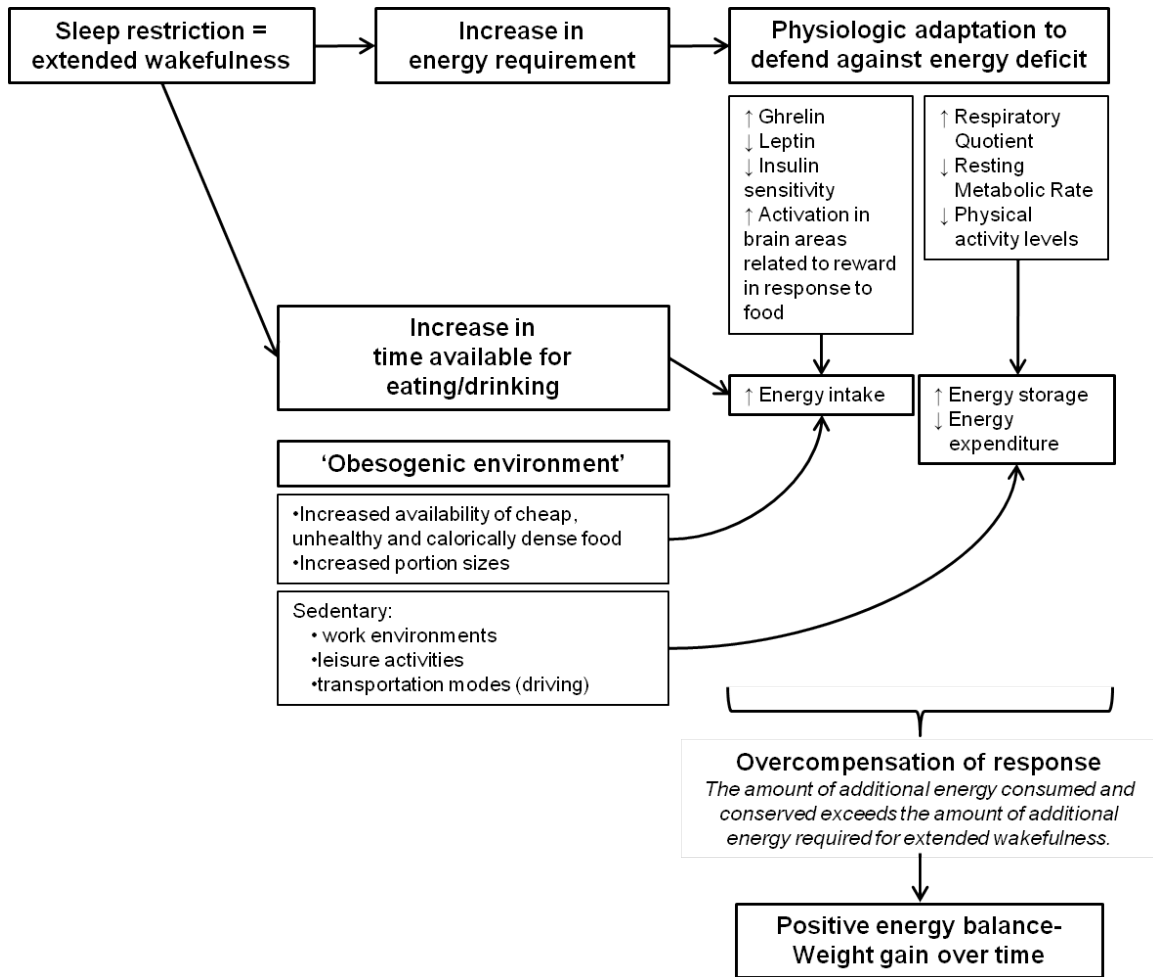 Sleep restriction =
extended wakefulness
Increase in
energy requirement
Physiologic adaptation to
defend against energy deficit
↑ Ghrelin
↓ Leptin
↓ Insulin
sensitivity
↑ Activation in
brain areas
related to reward
in response to
food
↑ Respiratory
Quotient
↓ Resting
Metabolic Rate
↓ Physical
activity levels
Increase in
time available for
eating/drinking
↑ Energy intake
↑ Energy storage
↓ Energy
expenditure
‘Obesogenic environment’
•Increased availability of cheap,
unhealthy and calorically dense food
•Increased portion sizes
Sedentary:
• work environments
•leisure activities
•transportation modes (driving)
Overcompensation of response
The amount of additional energy consumed and
conserved exceeds the amount of additional
energy required for extended wakefulness.
Positive energy balance-
Weight gain over time